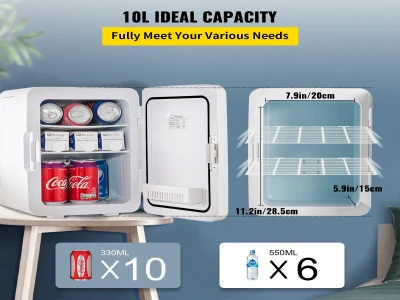 10L IDEAL CAPACITY
Fully Meet Your Various Needs
7.9in/20cm
5.9in/15cm
11.2in/28.5cm
Coca-Cola
330ML
X10
550ML
X 6